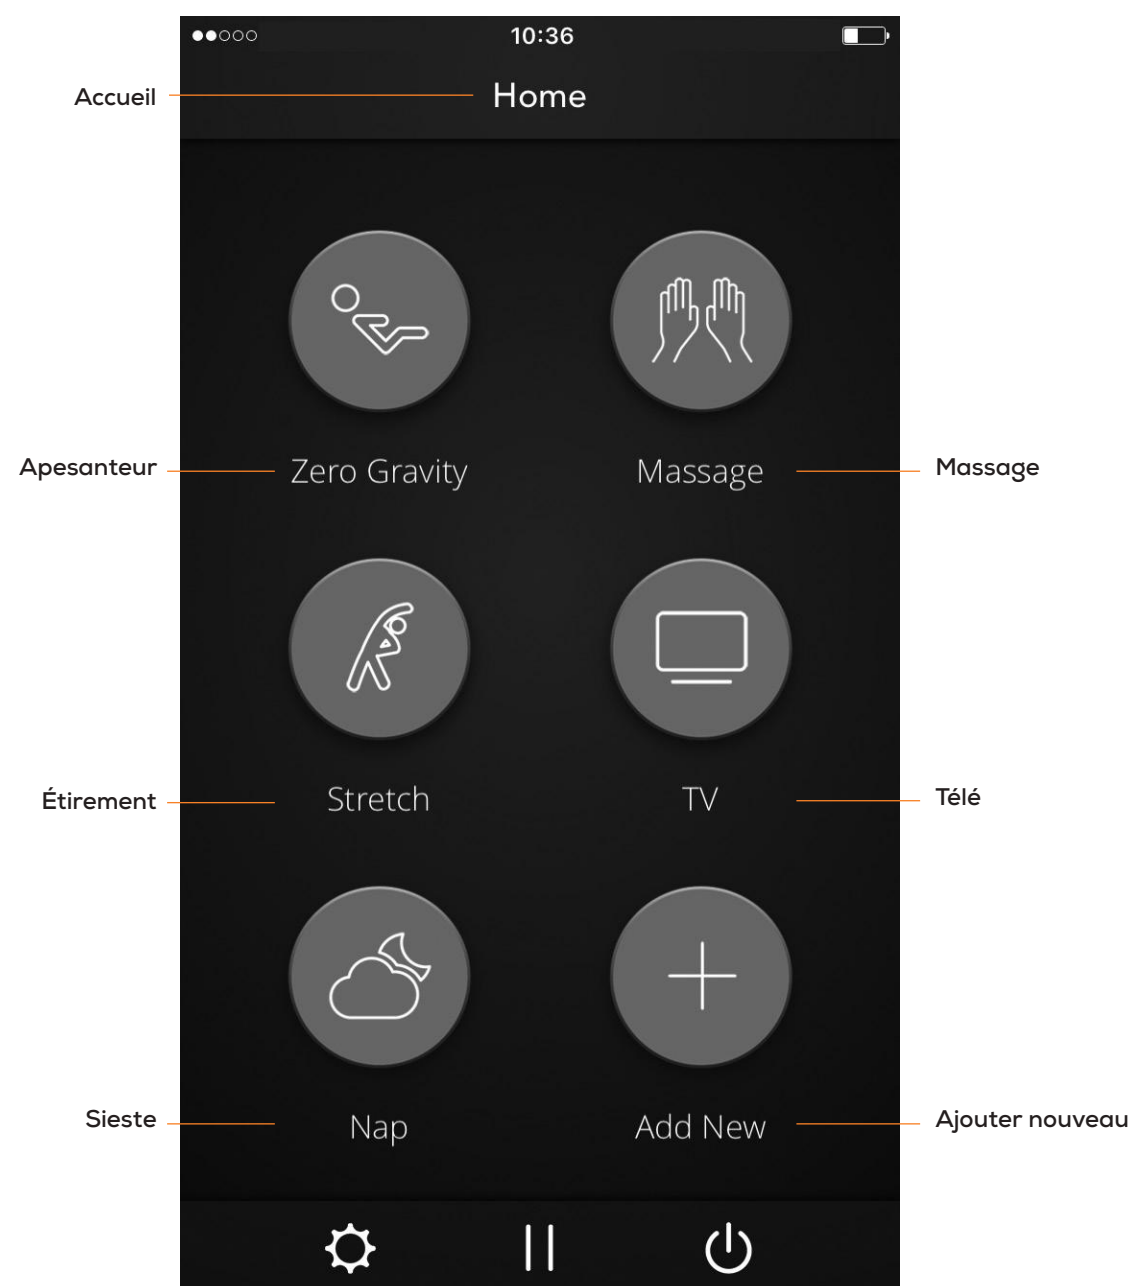 10:36
Accueil
Home
Apesanteur
Zero Gravity
Massage
Massage
Étirement
Stretch
TV
Télé
Sieste
Nap
Add New
Ajouter nouveau